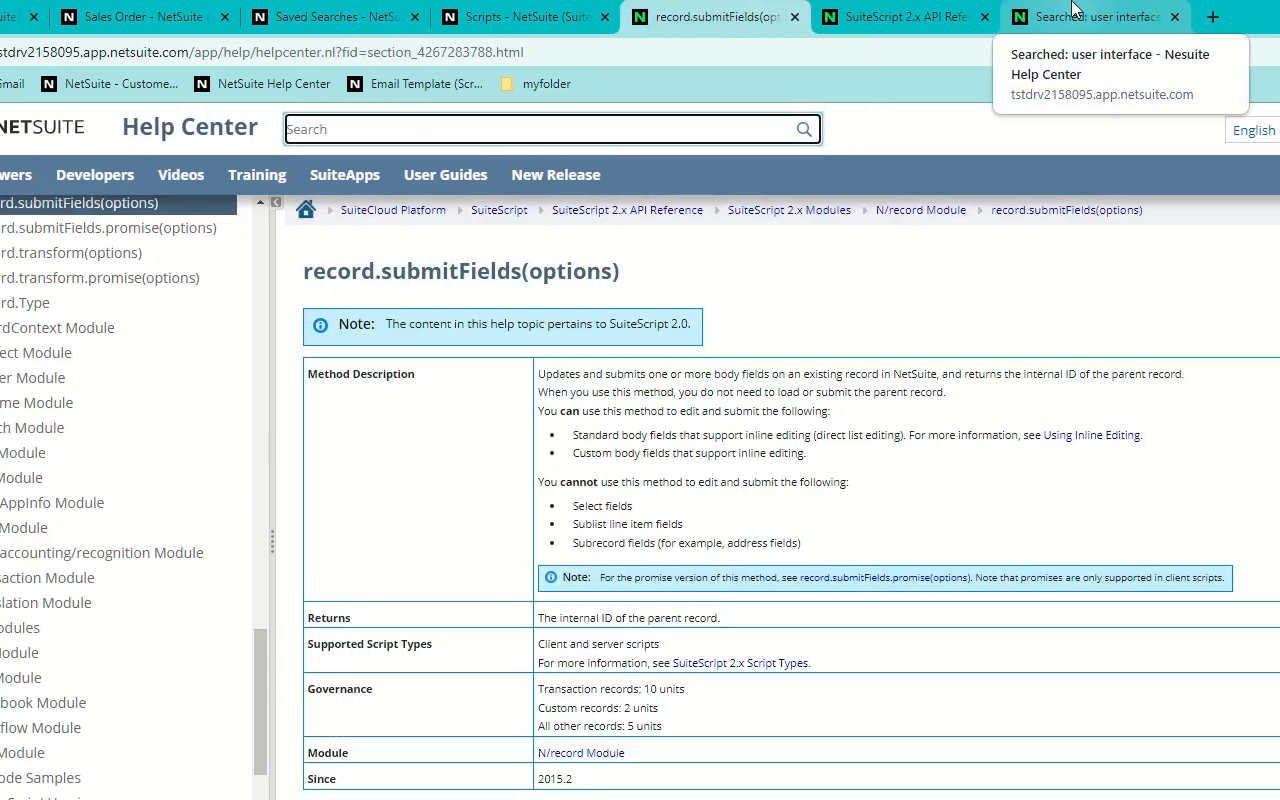 Sales Order - NetSuite
Saved Searches - NetSu
Scripts - NetSuite (Suite
record.submitFields(opt
SuiteScript 2.x API Refe
Searched: user interface
tstdrv2158095.app.netsuite.com/app/help/helpcenter.nl?fid=section_4267283788.html
Searched: user interface - Nesuite
Help Center
tstdrv2158095.app.netsuite.com
mail
NetSuite - Custome...
NetSuite Help Center
Email Template (Scr...
myfolder
NETSUITE
Help Center
Search
English
wers
Developers
Videos
Training
SuiteApps
User Guides
New Release
rd.submitFields(options)
rd.submitFields.promise(options)
rd.transform(options)
rd.transform.promise(options)
rd.Type
rdContext Module
ect Module
er Module
me Module
ch Module
Module
Module
AppInfo Module
Module
accounting/recognition Module
saction Module
slation Module
odules
odule
Module
book Module
flow Module
Module
ode Samples
SuiteCloud Platform
SuiteScript
SuiteScript 2.x API Reference
SuiteScript 2.x Modules
N/record Module
record.submitFields(options)
record.submitFields(options)
Note: The content in this help topic pertains to SuiteScript 2.0.
Method Description
Updates and submits one or more body fields on an existing record in NetSuite, and returns the internal ID of the parent record.
When you use this method, you do not need to load or submit the parent record.
You can use this method to edit and submit the following:
• Standard body fields that support inline editing (direct list editing). For more information, see Using Inline Editing.
• Custom body fields that support inline editing.
You cannot use this method to edit and submit the following:
• Select fields
• Sublist line item fields
• Subrecord fields (for example, address fields)
Note: For the promise version of this method, see record.submitFields.promise(options). Note that promises are only supported in client scripts.
Returns
The internal ID of the parent record.
Supported Script Types
Client and server scripts
For more information, see SuiteScript 2.x Script Types.
Governance
Transaction records: 10 units
Custom records: 2 units
All other records: 5 units
Module
N/record Module
Since
2015.2